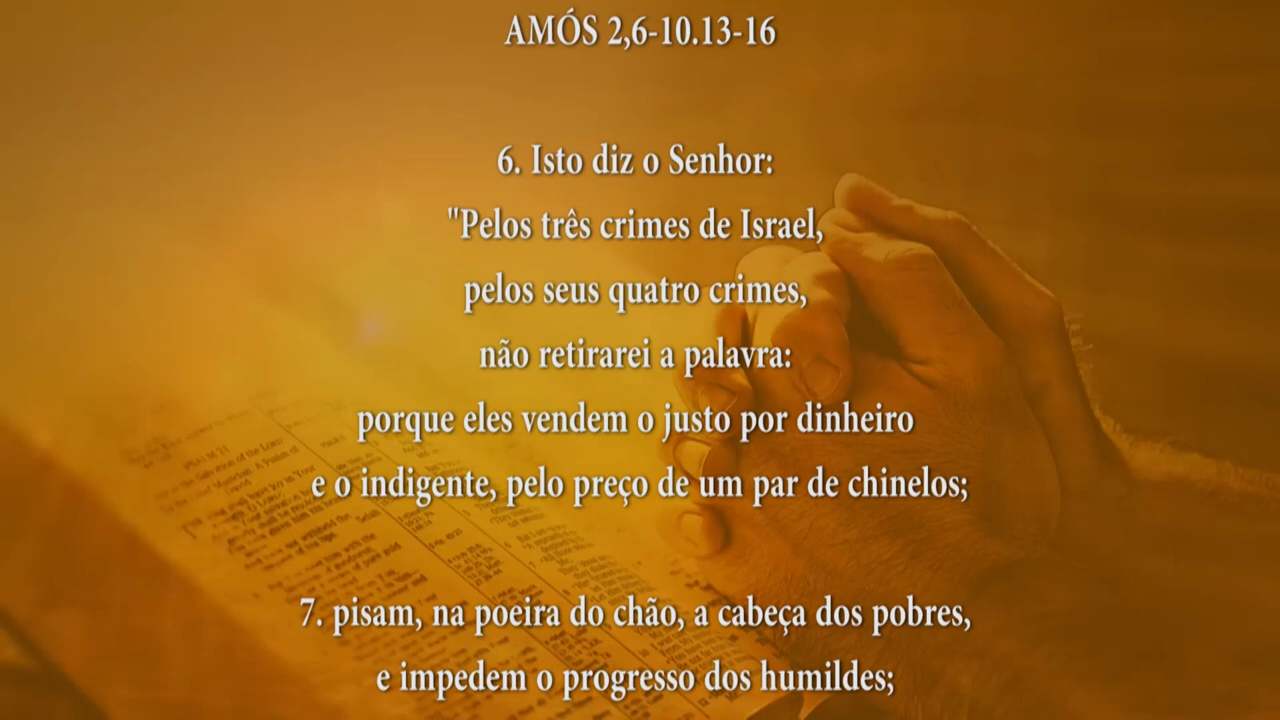 AMÓS 2,6-10.13-16
6. Isto diz o Senhor:
"Pelos três crimes de Israel,
pelos seus quatro crimes,
não retirarei a palavra:
porque eles vendem o justo por dinheiro
e o indigente, pelo preço de um par de chinelos;
7. pisam, na poeira do chão, a cabeça dos pobres,
e impedem o progresso dos humildes;